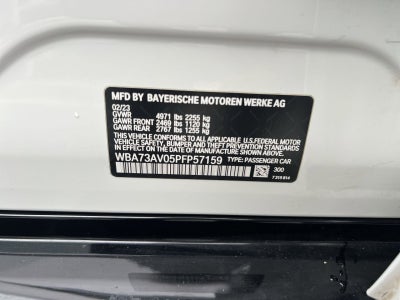 MFD BY BAYERISCHE MOTOREN WERKE AG
02/23
GVWR 4971 lbs 2255 kg
GAWR FRONT 2469 lbs 1120 kg
GAWR REAR 2767 lbs 1255 kg
THIS VEHICLE CONFORMS TO ALL APPLICABLE U.S.FEDERAL MOTOR
VEHICLE SAFETY, BUMPER, AND THEFT PREVENTION STANDARDS IN
EFFECT ON THE DATE OF MANUFACTURE SHOWN ABOVE.
WBA73AV05PFP57159 TYPE: PASSENGER CAR
300